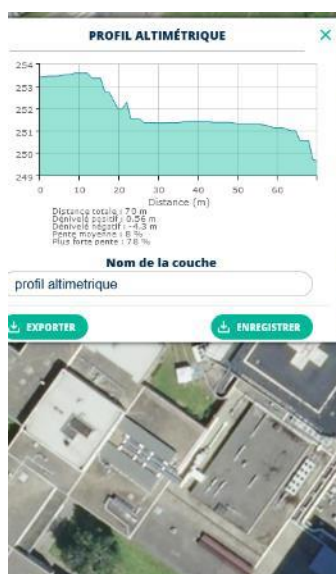 PROFIL ALTIMÉTRIQUE
254
253
252
251
250
249
0 10 20 30 40 50 60
Distance (m)
Distance totale : 70 m
Dénivelé positif : 0.56 m
Dénivelé négatif : -4.3 m
Pente moyenne : 8 %
Plus forte pente : 78 %
Nom de la couche
profil altimetrique
EXPORTER ENREGISTRER